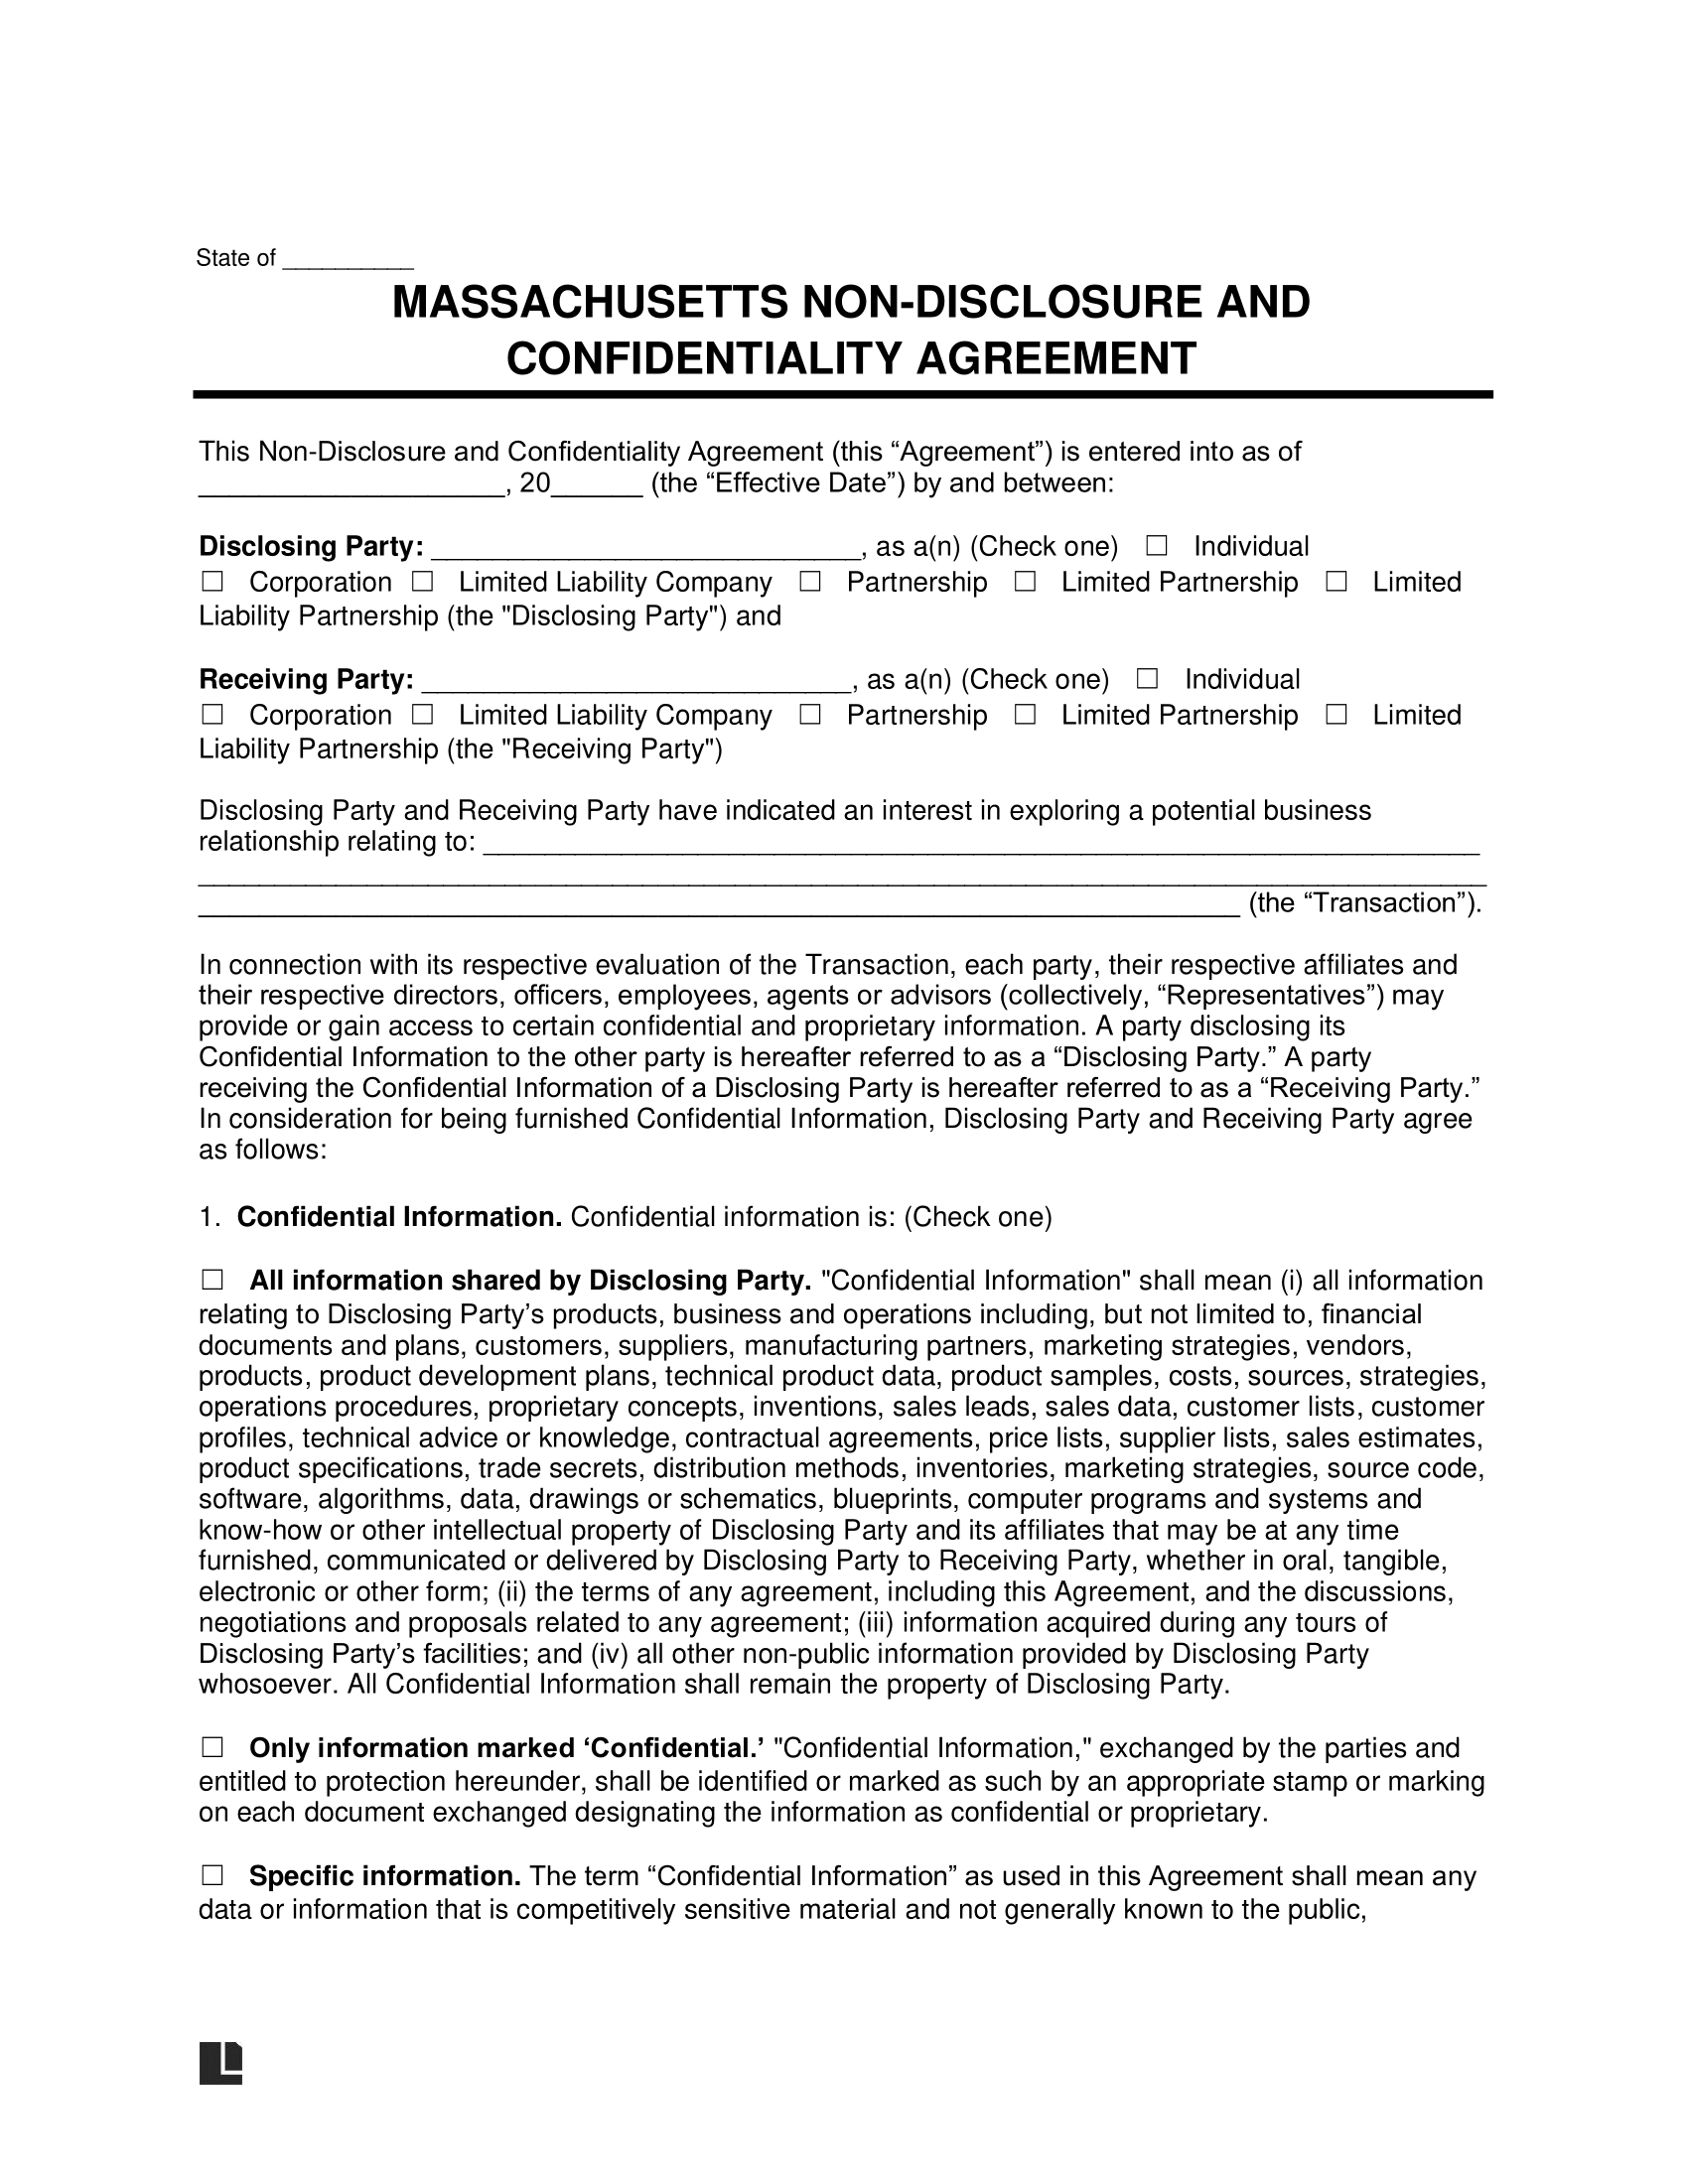 State of __________
MASSACHUSETTS NON-DISCLOSURE AND
CONFIDENTIALITY AGREEMENT
This Non-Disclosure and Confidentiality Agreement (this “Agreement”) is entered into as of
____________________, 20______ (the “Effective Date”) by and between:
Disclosing Party: ____________________________, as a(n) (Check one) ☐ Individual
☐ Corporation ☐ Limited Liability Company ☐ Partnership ☐ Limited Partnership ☐ Limited
Liability Partnership (the "Disclosing Party") and
Receiving Party: ____________________________, as a(n) (Check one) ☐ Individual
☐ Corporation ☐ Limited Liability Company ☐ Partnership ☐ Limited Partnership ☐ Limited
Liability Partnership (the "Receiving Party")
Disclosing Party and Receiving Party have indicated an interest in exploring a potential business
relationship relating to: _________________________________________________________________
____________________________________________________________________________________
____________________________________________________________________ (the “Transaction”).
In connection with its respective evaluation of the Transaction, each party, their respective affiliates and
their respective directors, officers, employees, agents or advisors (collectively, “Representatives”) may
provide or gain access to certain confidential and proprietary information. A party disclosing its
Confidential Information to the other party is hereafter referred to as a “Disclosing Party.” A party
receiving the Confidential Information of a Disclosing Party is hereafter referred to as a “Receiving Party.”
In consideration for being furnished Confidential Information, Disclosing Party and Receiving Party agree
as follows:
1. Confidential Information. Confidential information is: (Check one)
☐ All information shared by Disclosing Party. "Confidential Information" shall mean (i) all information
relating to Disclosing Party’s products, business and operations including, but not limited to, financial
documents and plans, customers, suppliers, manufacturing partners, marketing strategies, vendors,
products, product development plans, technical product data, product samples, costs, sources, strategies,
operations procedures, proprietary concepts, inventions, sales leads, sales data, customer lists, customer
profiles, technical advice or knowledge, contractual agreements, price lists, supplier lists, sales estimates,
product specifications, trade secrets, distribution methods, inventories, marketing strategies, source code,
software, algorithms, data, drawings or schematics, blueprints, computer programs and systems and
know-how or other intellectual property of Disclosing Party and its affiliates that may be at any time
furnished, communicated or delivered by Disclosing Party to Receiving Party, whether in oral, tangible,
electronic or other form; (ii) the terms of any agreement, including this Agreement, and the discussions,
negotiations and proposals related to any agreement; (iii) information acquired during any tours of
Disclosing Party’s facilities; and (iv) all other non-public information provided by Disclosing Party
whosoever. All Confidential Information shall remain the property of Disclosing Party.
☐ Only information marked ‘Confidential.’ "Confidential Information," exchanged by the parties and
entitled to protection hereunder, shall be identified or marked as such by an appropriate stamp or marking
on each document exchanged designating the information as confidential or proprietary.
☐ Specific information. The term “Confidential Information” as used in this Agreement shall mean any
data or information that is competitively sensitive material and not generally known to the public,